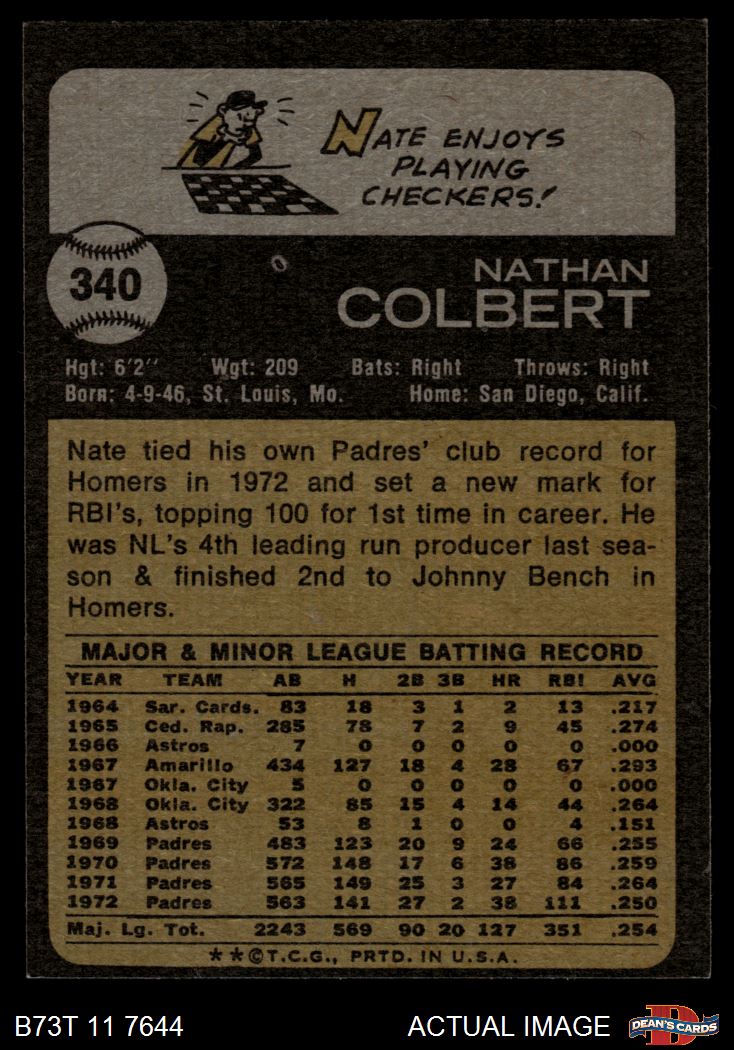 NATE ENJOYS
PLAYING
CHECKERS!
340
NATHAN
COLBERT
Hgt: 6'2" Wgt: 209 Bats: Right Throws: Right
Born: 4-9-46, St. Louis, Mo. Home: San Diego, Calif.
Nate tied his own Padres' club record for
Homers in 1972 and set a new mark for
RBI's, topping 100 for 1st time in career. He
was NL's 4th leading run producer last sea-
son & finished 2nd to Johnny Bench in
Homers.
MAJOR & MINOR LEAGUE BATTING RECORD
YEAR TEAM AB H 2B 3B HR RBI AVG
1964 Sar. Cards. 83 18 3 1 2 13 .217
1965 Ced. Rap. 285 78 7 2 9 45 .274
1966 Astros 7 0 0 0 0 0 .000
1967 Amarillo 434 127 18 4 28 67 .293
1967 Okla. City 5 0 0 0 0 0 .000
1968 Okla. City 322 85 15 4 14 44 .264
1968 Astros 53 8 1 0 0 4 .151
1969 Padres 483 123 20 9 24 66 .255
1970 Padres 572 148 17 6 38 86 .259
1971 Padres 565 149 25 3 27 84 .264
1972 Padres 563 141 27 2 38 111 .250
Maj. Lg. Tot. 2243 569 90 20 127 351 .254
**©T.C.G., PRTD. IN U.S.A.
B73T 11 7644 ACTUAL IMAGE D DEAN'S CARDS